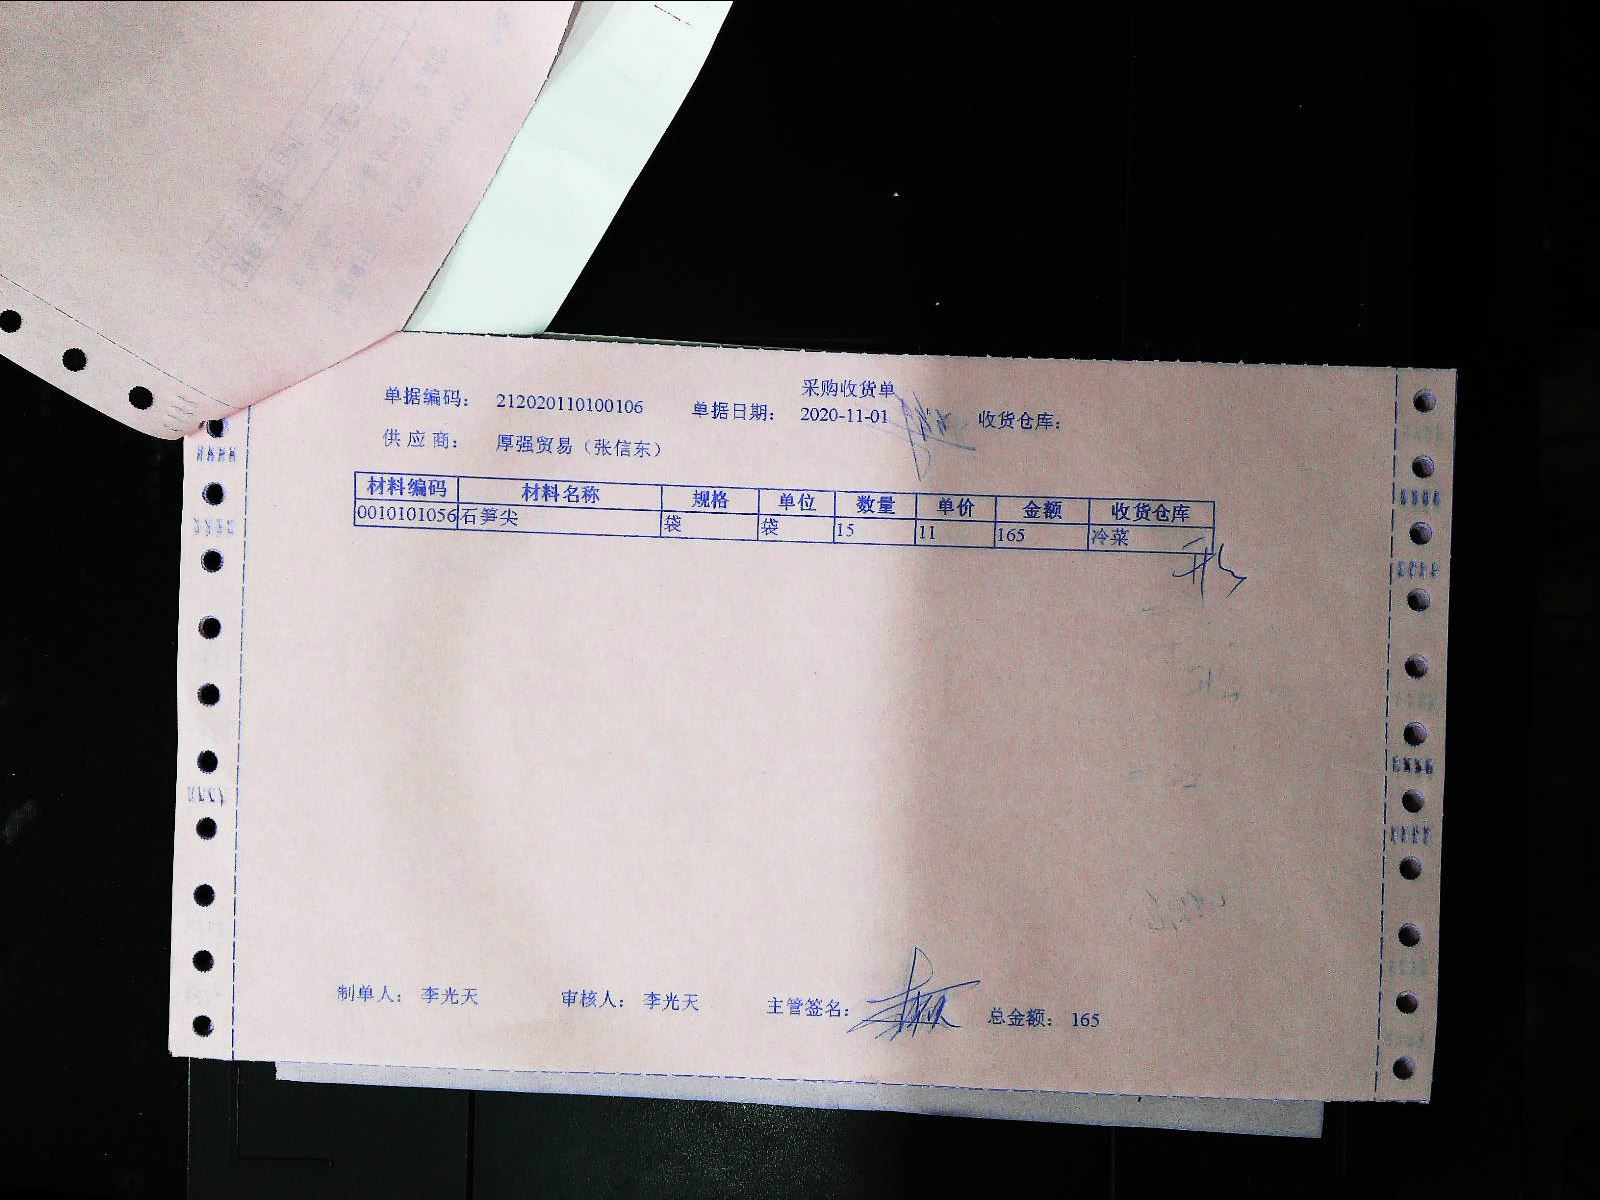 采购收货单
单据编码： 212020110100106 单据日期： 2020-11-01 收货仓库：
供应商： 厚强贸易（张信东）
材料编码 材料名称 规格 单位 数量 单价 金额 收货仓库
0010101056 石笋尖 袋 袋 15 11 165 冷菜
制单人： 李光天 审核人： 李光天 主管签名： 总金额： 165